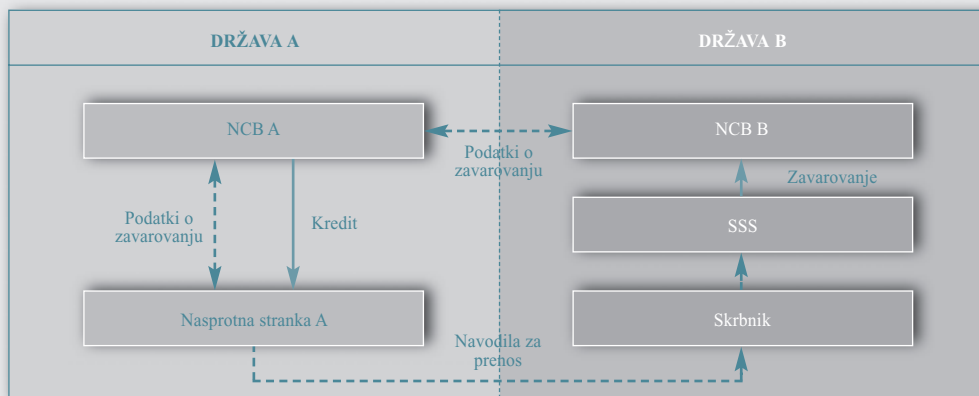 DRŽAVA A
DRŽAVA B
NCB A
NCB B
Podatki o
zavarovanju
Zavarovanje
Podatki o
zavarovanju
Kredit
SSS
Nasprotna stranka A
Skrbnik
Navodila za
prenos